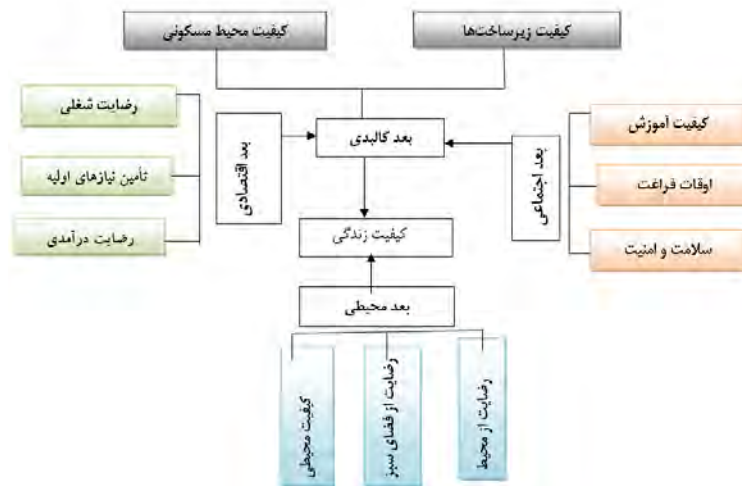 کیفیت زیرساخت‌ها
کیفیت محیط مسکونی
رضایت شغلی
تأمین نیازهای اولیه
رضایت درآمدی
بعد اقتصادی
بعد کالبدی
بعد اجتماعی
کیفیت آموزش
اوقات فراغت
سلامت و امنیت
کیفیت زندگی
بعد محیطی
کیفیت محیطی
رضایت از فضای سبز
رضایت از محیط